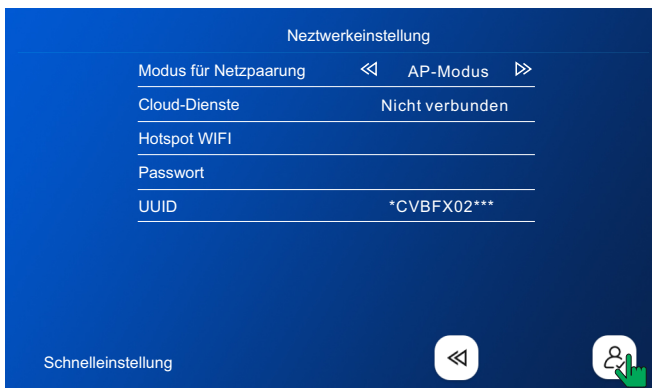 Neztwerkeinstellung
Modus für Netzpaarung AP-Modus
Cloud-Dienste Nicht verbunden
Hotspot WIFI
Passwort
UUID *CVBFX02***
Schnelleinstellung